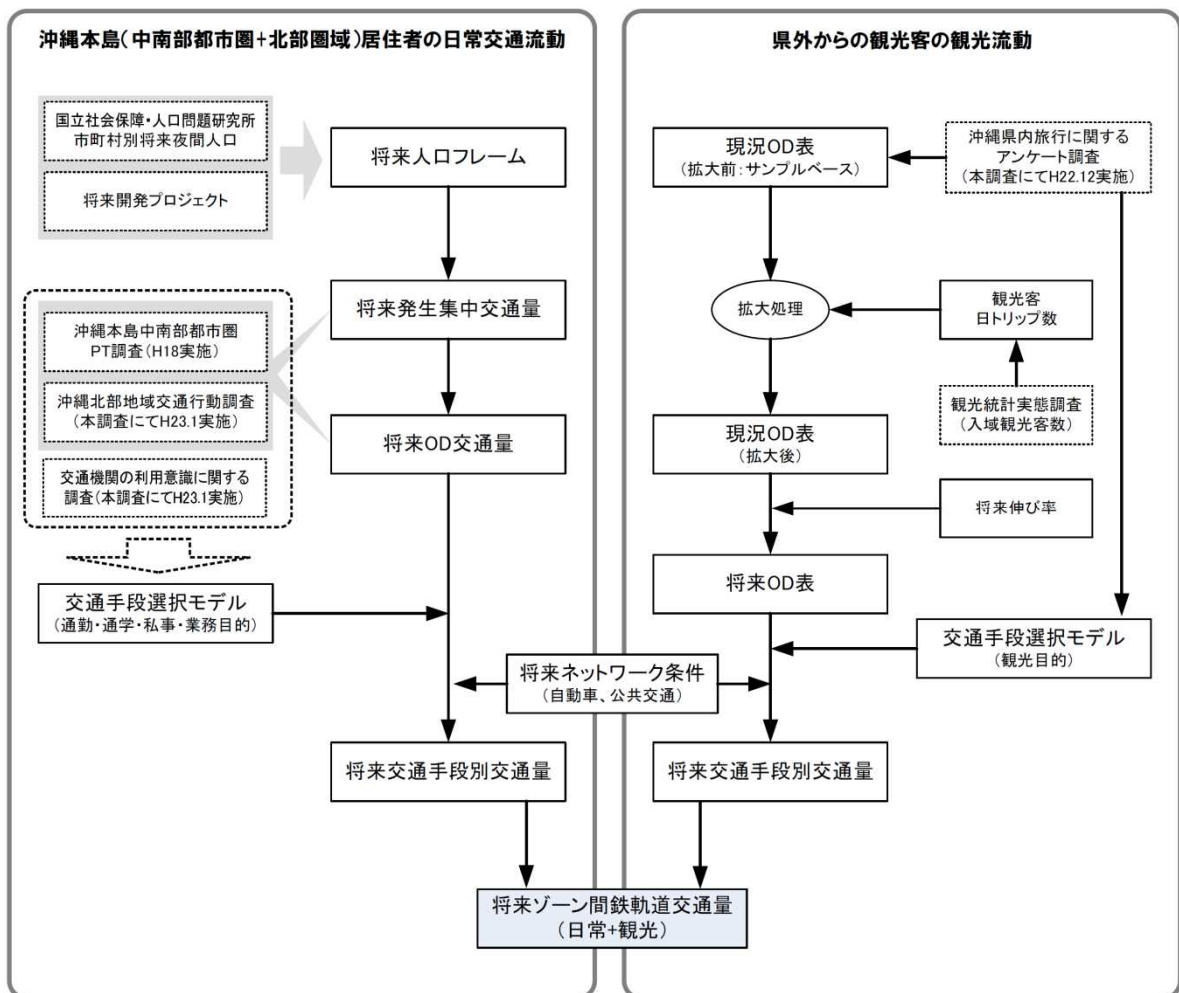 沖縄本島(中南部都市圏+北部圏域)居住者の日常交通流動
国立社会保障・人口問題研究所
市町村別将来夜間人口
将来開発プロジェクト
将来人口フレーム
将来発生集中交通量
沖縄本島中南部都市圏
PT調査(H18実施)
沖縄北部地域交通行動調査
(本調査にてH23.1実施)
交通機関の利用意識に関する
調査(本調査にてH23.1実施)
将来OD交通量
交通手段選択モデル
(通勤・通学・私事・業務目的)
将来ネットワーク条件
(自動車、公共交通)
将来交通手段別交通量
県外からの観光客の観光流動
現況OD表
(拡大前:サンプルベース)
沖縄県内旅行に関する
アンケート調査
(本調査にてH22.12実施)
拡大処理
観光客
日トリップ数
観光統計実態調査
(入域観光客数)
現況OD表
(拡大後)
将来伸び率
将来OD表
交通手段選択モデル
(観光目的)
将来交通手段別交通量
将来ゾーン間鉄軌道交通量
(日常+観光)